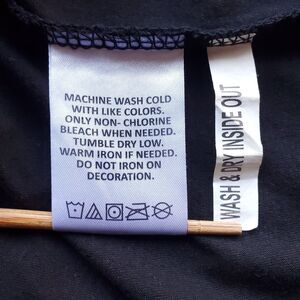 MACHINE WASH COLD
WITH LIKE COLORS.
ONLY NON- CHLORINE
BLEACH WHEN NEEDED.
TUMBLE DRY LOW.
WARM IRON IF NEEDED.
DO NOT IRON ON
DECORATION.
WASH & DRY INSIDE OUT